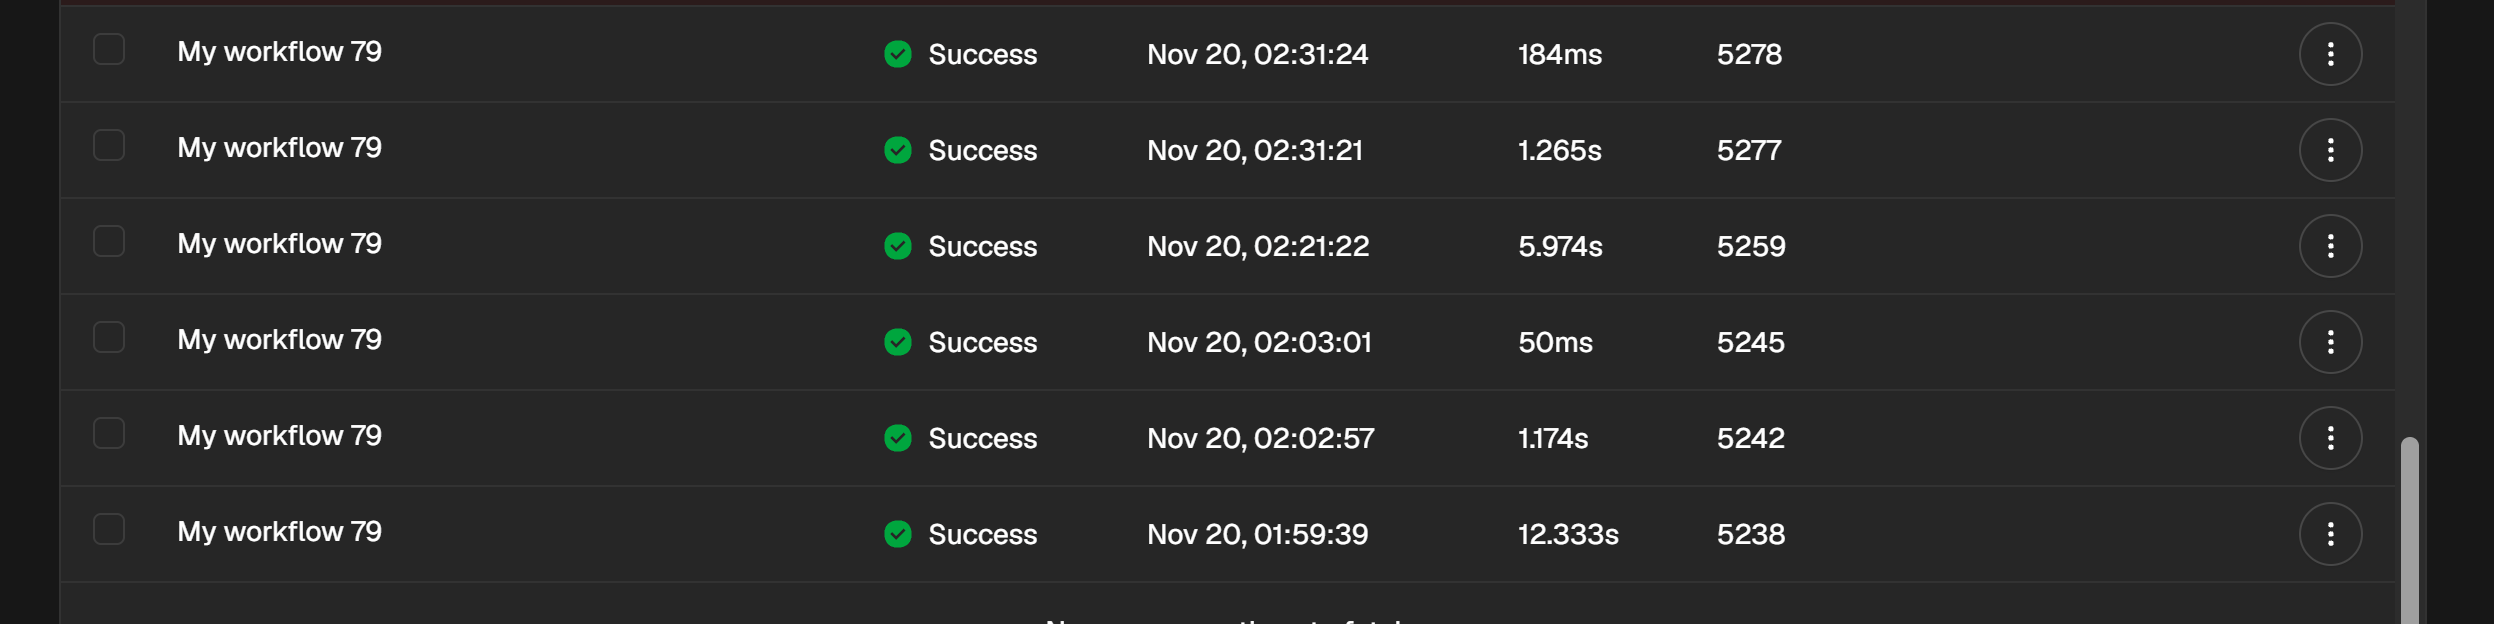 My workflow 79 Success Nov 20, 02:31:24 184ms 5278
My workflow 79 Success Nov 20, 02:31:21 1.265s 5277
My workflow 79 Success Nov 20, 02:21:22 5.974s 5259
My workflow 79 Success Nov 20, 02:03:01 50ms 5245
My workflow 79 Success Nov 20, 02:02:57 1.174s 5242
My workflow 79 Success Nov 20, 01:59:39 12.333s 5238